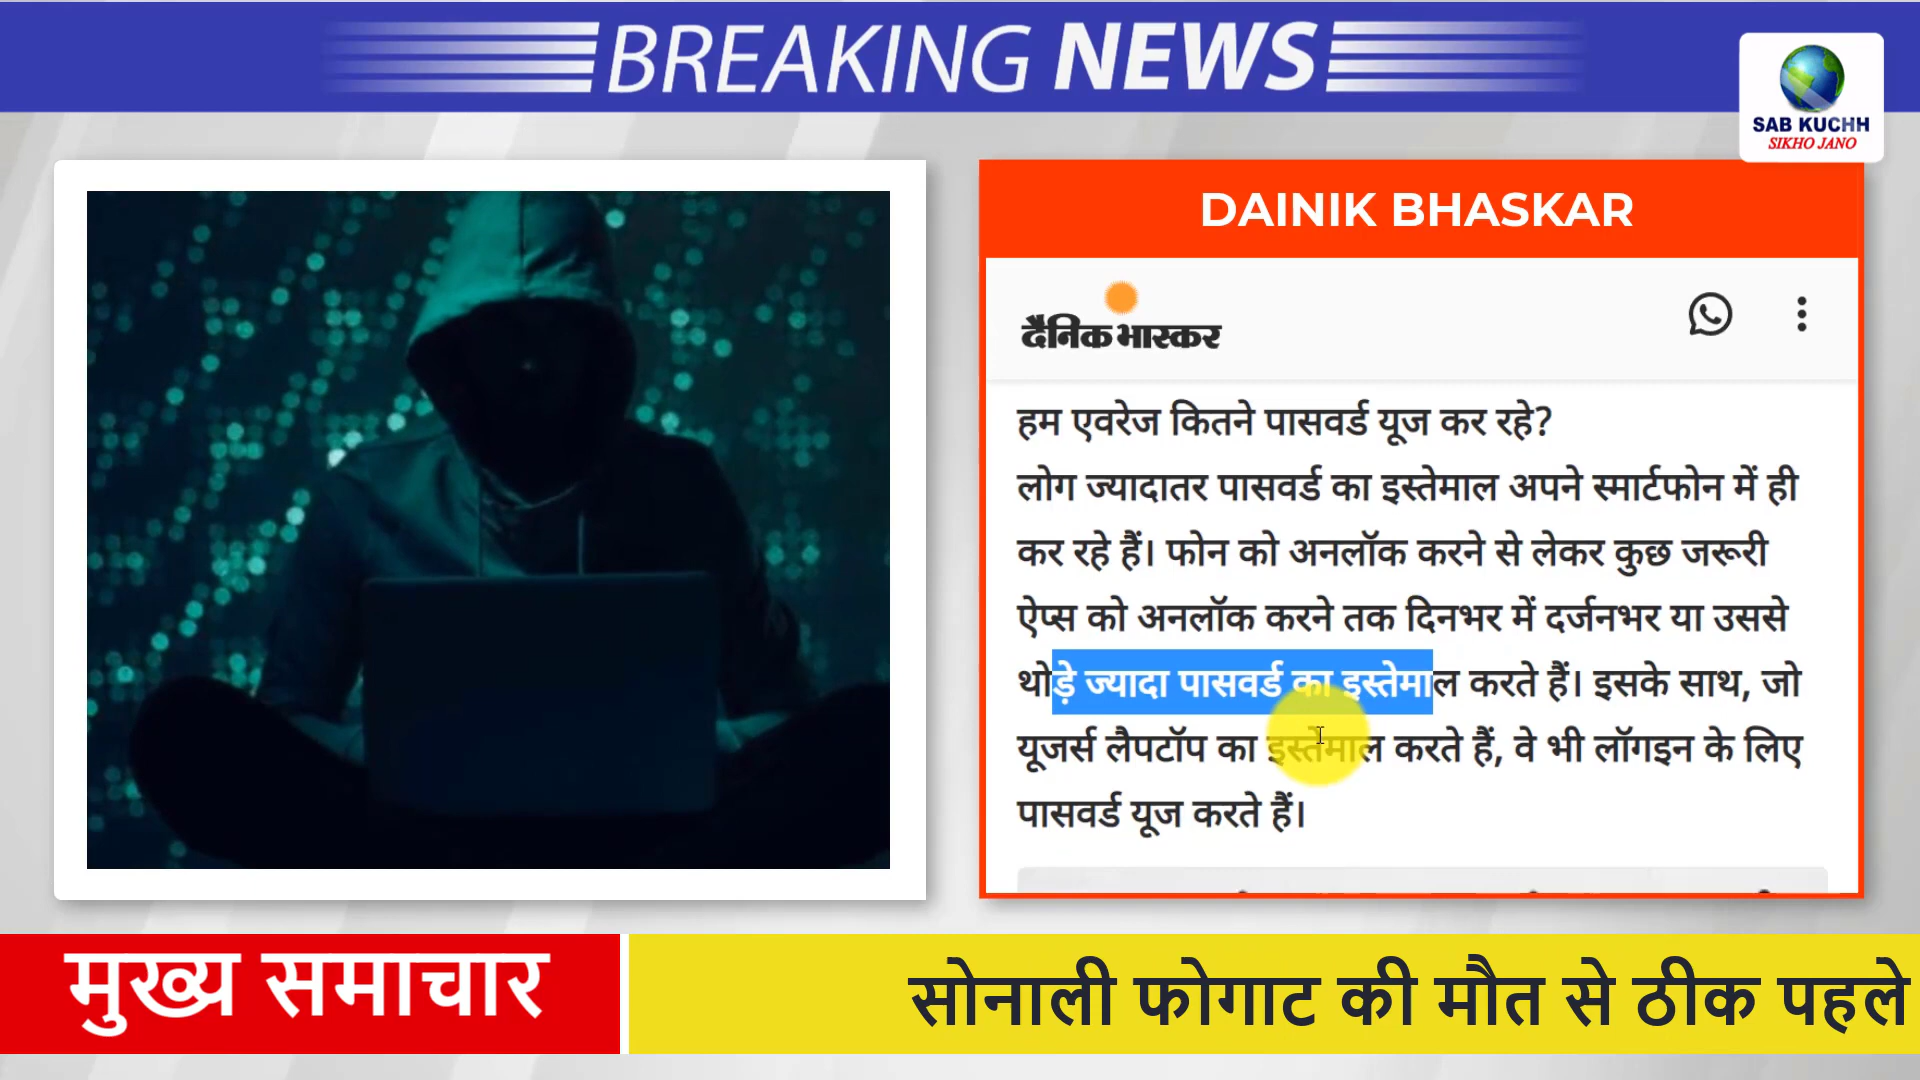 BREAKING NEWS
SAB KUCHH
SIKHO JANO
DAINIK BHASKAR
दैनिक भास्कर
हम एवरेज कितने पासवर्ड यूज कर रहे?
लोग ज्यादातर पासवर्ड का इस्तेमाल अपने स्मार्टफोन में ही
कर रहे हैं। फोन को अनलॉक करने से लेकर कुछ जरूरी
ऐप्स को अनलॉक करने तक दिनभर में दर्जनभर या उससे
थोड़े ज्यादा पासवर्ड का इस्तेमाल करते हैं। इसके साथ, जो
यूजर्स लैपटॉप का इस्तेमाल करते हैं, वे भी लॉगइन के लिए
पासवर्ड यूज करते हैं।
मुख्य समाचार
सोनाली फोगाट की मौत से ठीक पहले